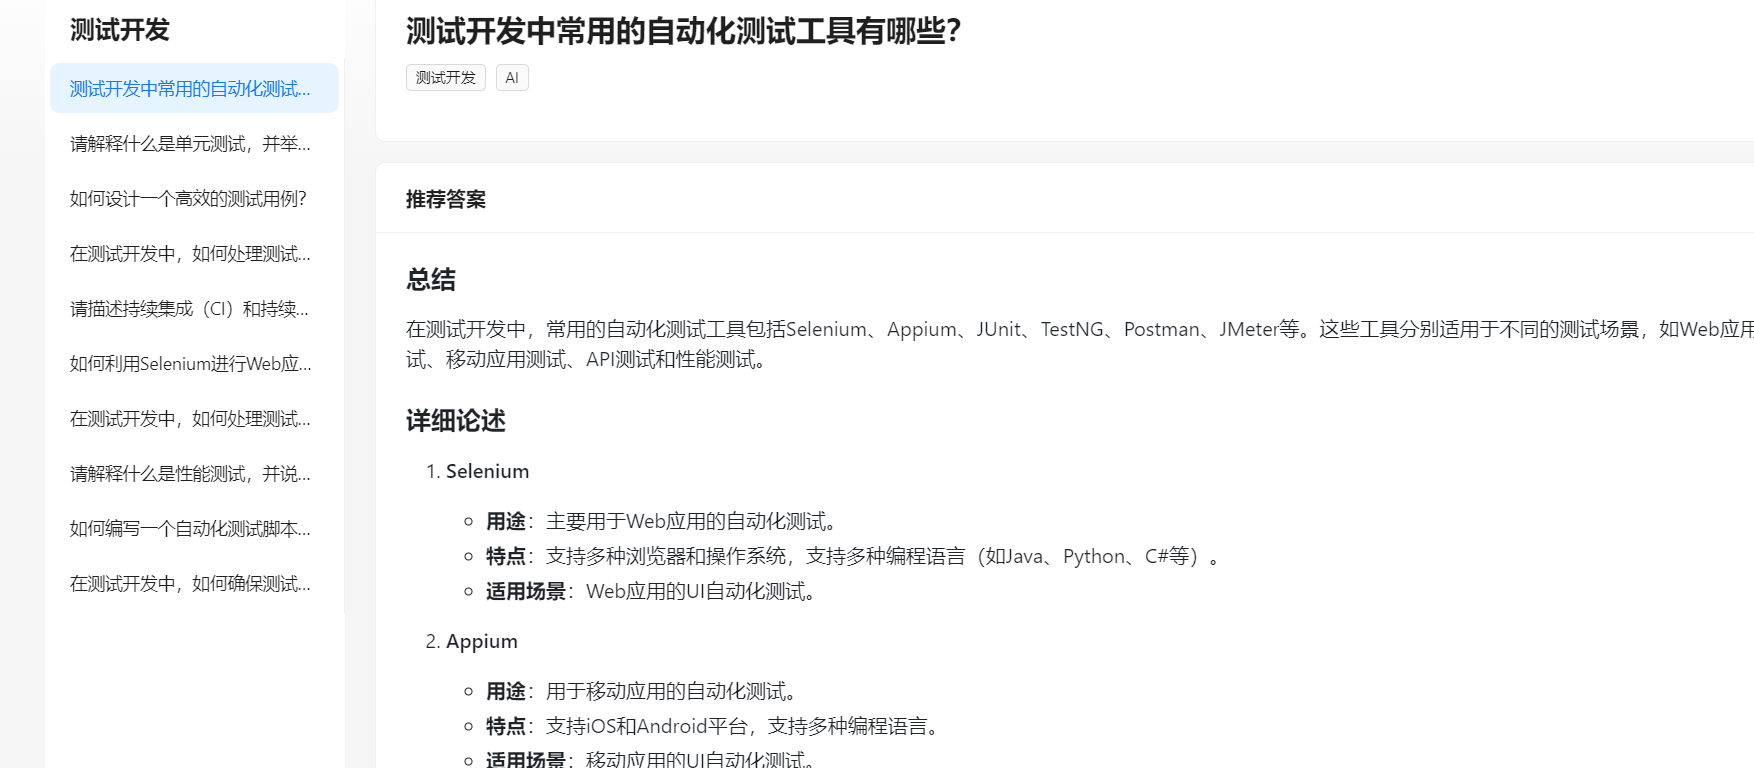 测试开发
测试开发中常用的自动化测试...
请解释什么是单元测试，并举...
如何设计一个高效的测试用例？
在测试开发中，如何处理测试...
请描述持续集成（CI）和持续...
如何利用Selenium进行Web应...
在测试开发中，如何处理测试...
请解释什么是性能测试，并说...
如何编写一个自动化测试脚本...
在测试开发中，如何确保测试...
测试开发中常用的自动化测试工具有哪些？
测试开发 AI
推荐答案
总结
在测试开发中，常用的自动化测试工具包括Selenium、Appium、JUnit、TestNG、Postman、JMeter等。这些工具分别适用于不同的测试场景，如Web应用
试、移动应用测试、API测试和性能测试。
详细论述
1. Selenium
用途：主要用于Web应用的自动化测试。
特点：支持多种浏览器和操作系统，支持多种编程语言（如Java、Python、C#等）。
适用场景：Web应用的UI自动化测试。
2. Appium
用途：用于移动应用的自动化测试。
特点：支持iOS和Android平台，支持多种编程语言。
适用场景：移动应用的UI自动化测试。